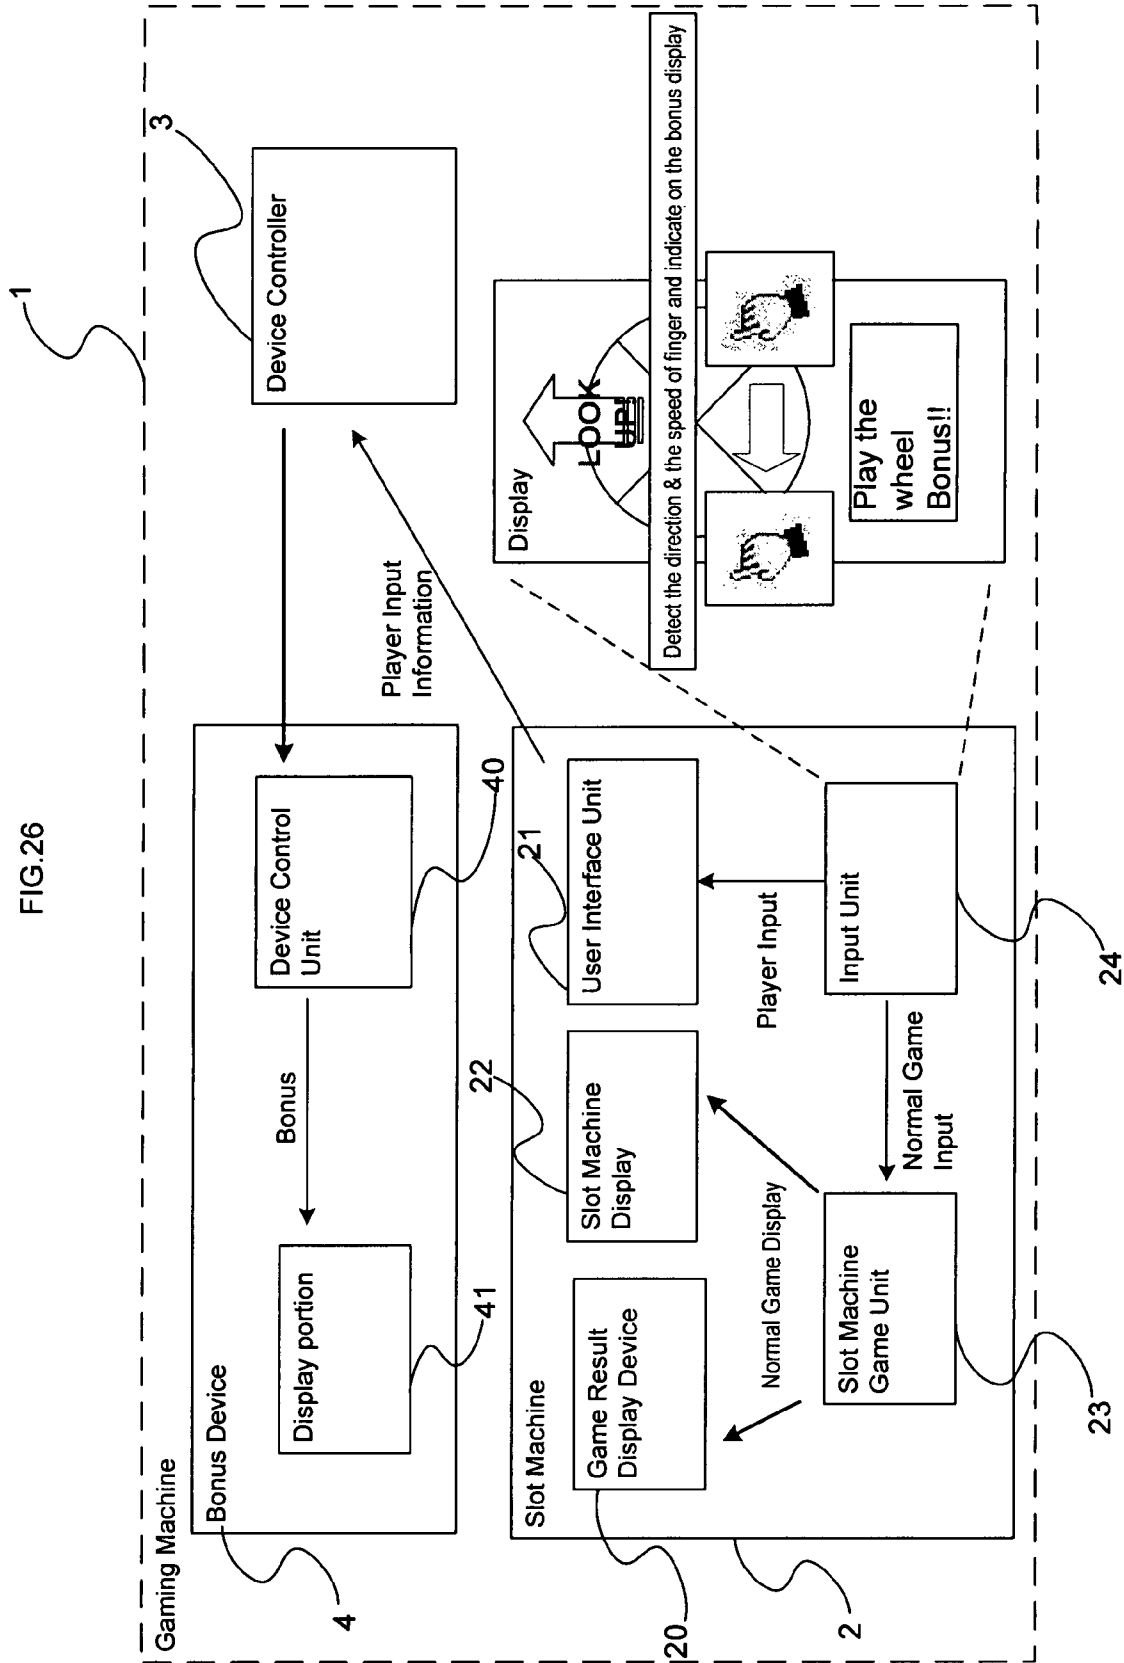 FIG.26
1
Gaming Machine
4
Bonus Device
Display portion
41
Bonus
Device Control
Unit
40
3
Device Controller
Player Input
Information
2
Slot Machine
20
Game Result
Display Device
22
Slot Machine
Display
21
User Interface Unit
Normal Game Display
Player Input
23
Slot Machine
Game Unit
Normal Game
Input
24
Input Unit
Display
LOOK
UP!
Detect the direction & the speed of finger and indicate on the bonus display
Play the
wheel
Bonus!!